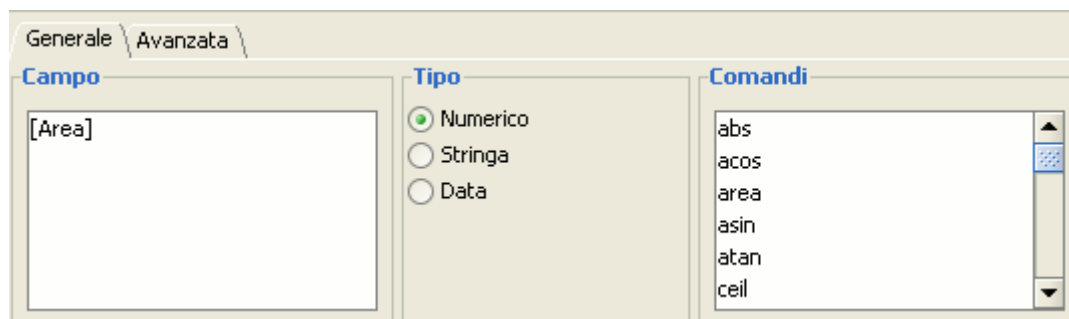 Generale
Avanzata
Campo
[Area]
Tipo
Numerico
Stringa
Data
Comandi
abs
acos
area
asin
atan
ceil